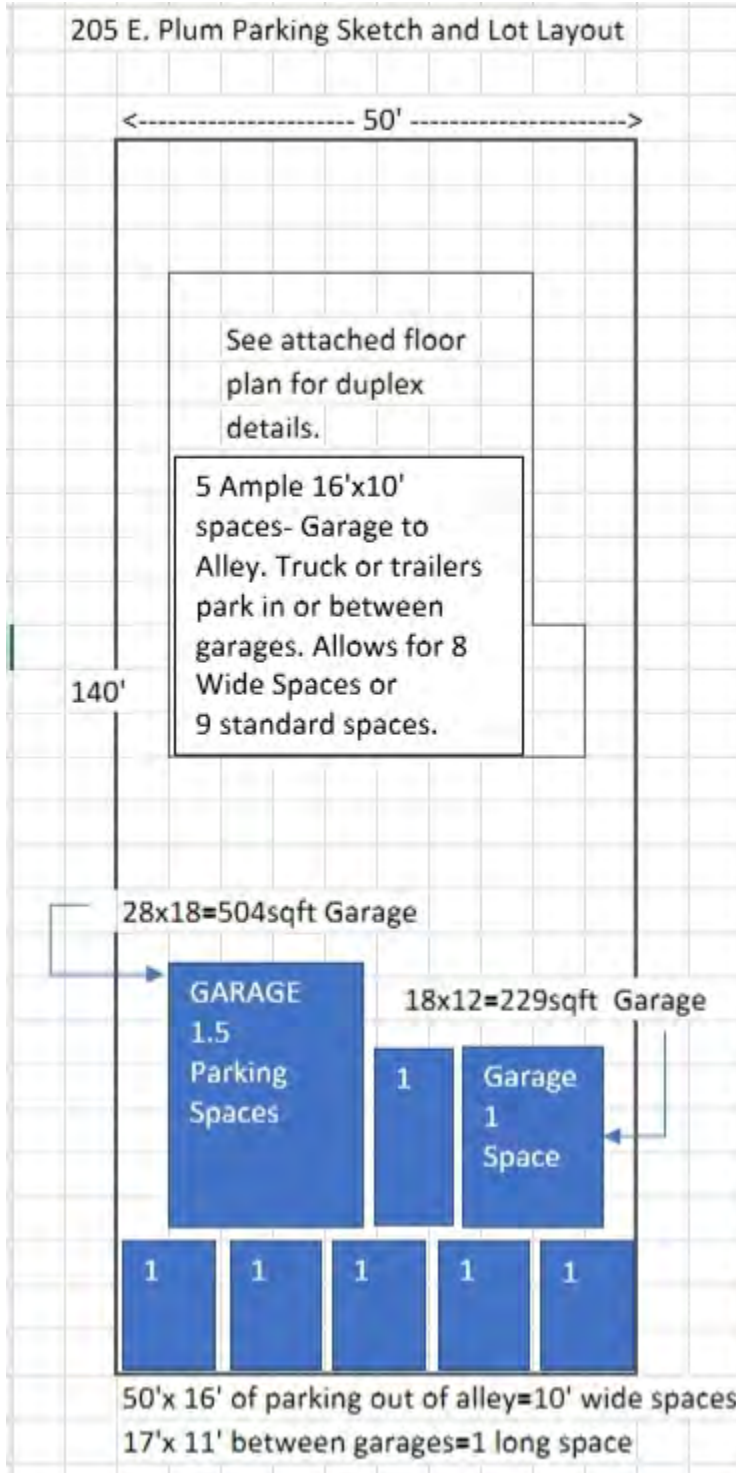 205 E. Plum Parking Sketch and Lot Layout
<--------------------- 50' --------------------->
See attached floor
plan for duplex
details.
5 Ample 16'x10'
spaces- Garage to
Alley. Truck or trailers
park in or between
garages. Allows for 8
Wide Spaces or
9 standard spaces.
140'
28x18=504sqft Garage
18x12=229sqft Garage
GARAGE
1.5
Parking
Spaces
1
Garage
1
Space
1
1
1
1
1
50'x 16' of parking out of alley=10' wide spaces
17'x 11' between garages=1 long space